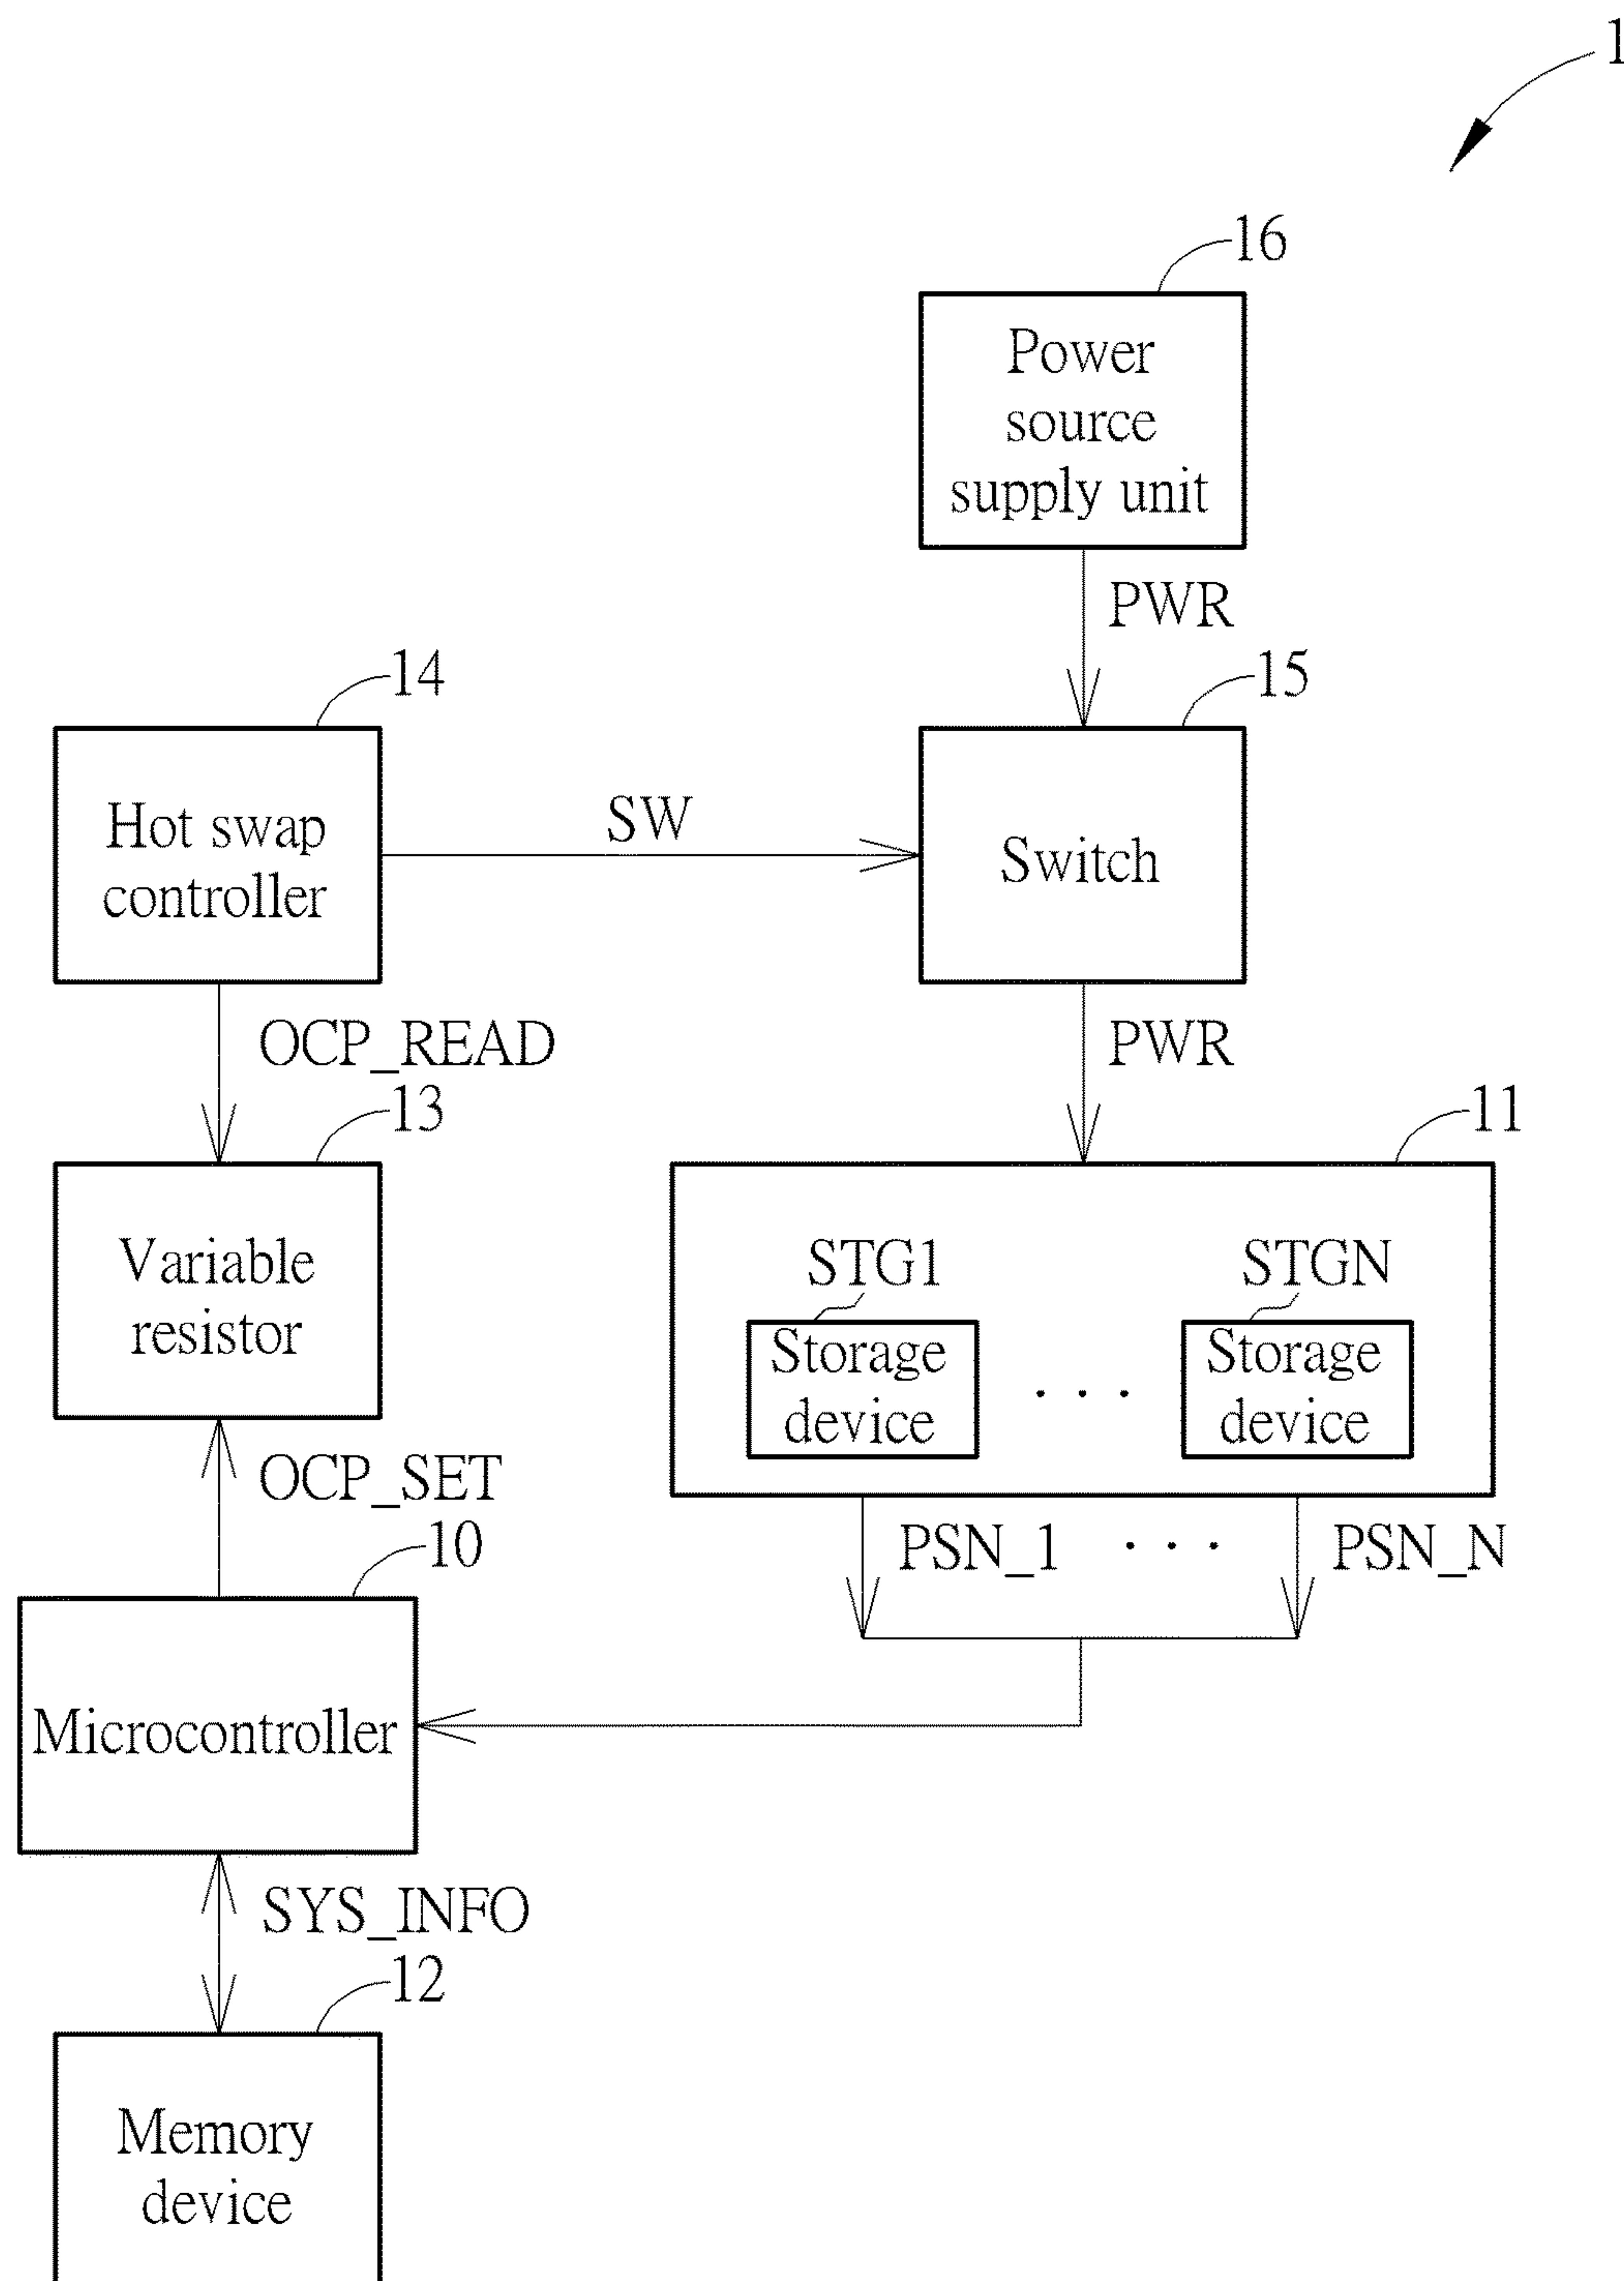 1
16
Power
source
supply unit
PWR
14
15
Hot swap
controller
SW
Switch
OCP_READ
PWR
13
11
Variable
resistor
STG1
STGN
Storage
device
. . .
Storage
device
OCP_SET
PSN_1
. . .
PSN_N
10
Microcontroller
SYS_INFO
12
Memory
device